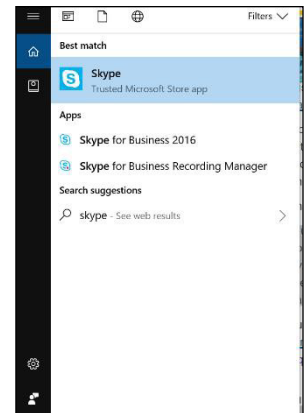 Filters
Best match
Skype
Trusted Microsoft Store app
Apps
Skype for Business 2016
Skype for Business Recording Manager
Search suggestions
skype - See web results